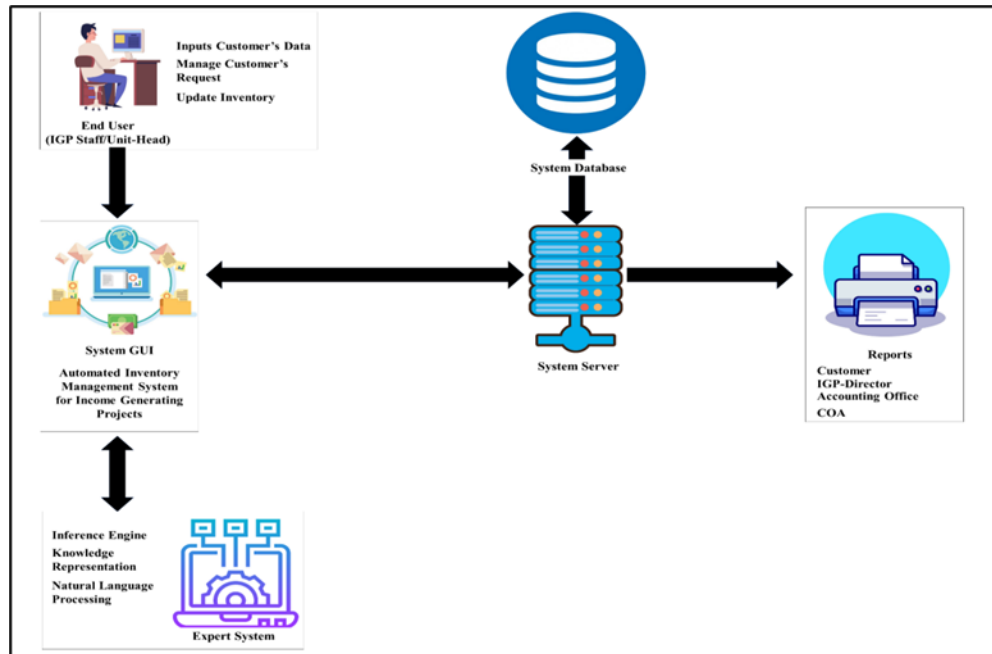 Inputs Customer's Data
Manage Customer's
Request
Update Inventory
End User
(IGP Staff/Unit-Head)
System Database
System GUI
Automated Inventory
Management System
for Income Generating
Projects
System Server
Reports
Customer
IGP-Director
Accounting Office
COA
Inference Engine
Knowledge
Representation
Natural Language
Processing
Expert System